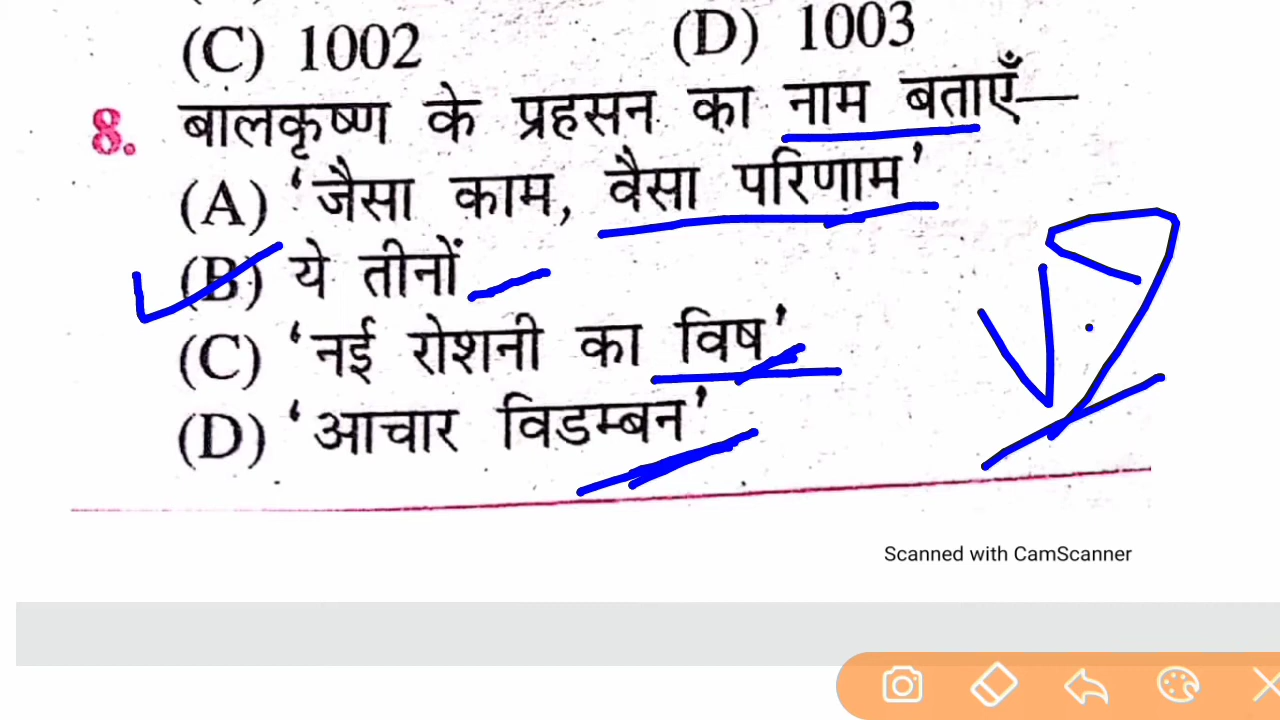 (C) 1002 (D) 1003
8. बालकृष्ण के प्रहसन का नाम बताएँ—
(A) ‘जैसा काम, वैसा परिणाम’
(B) ये तीनों
(C) ‘नई रोशनी का विष’
(D) ‘आचार विडम्बन’
Scanned with CamScanner